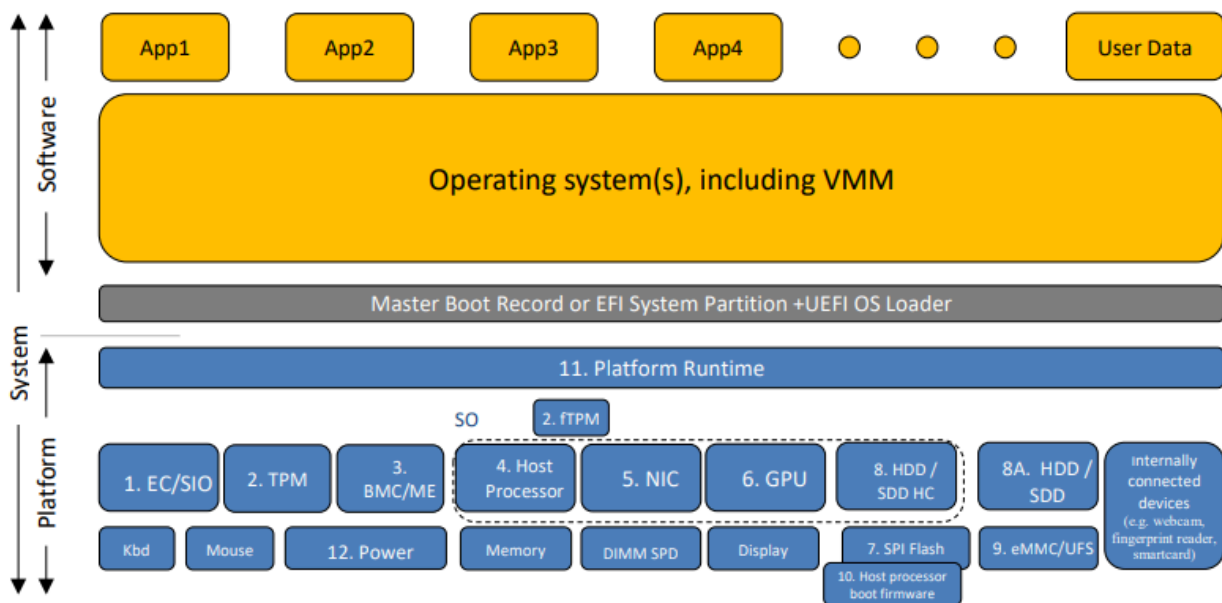 App1
App2
App3
App4
User Data
Software
Operating system(s), including VMM
Master Boot Record or EFI System Partition +UEFI OS Loader
System
11. Platform Runtime
SO
2. fTPM
Platform
1. EC/SIO
2. TPM
3.
BMC/ME
4. Host
Processor
5. NIC
6. GPU
8. HDD /
SDD HC
8A. HDD /
SDD
Internally
connected
devices
(e.g. webcam,
fingerprint reader,
smartcard)
Kbd
Mouse
12. Power
Memory
DIMM SPD
Display
7. SPI Flash
9. eMMC/UFS
10. Host processor
boot firmware